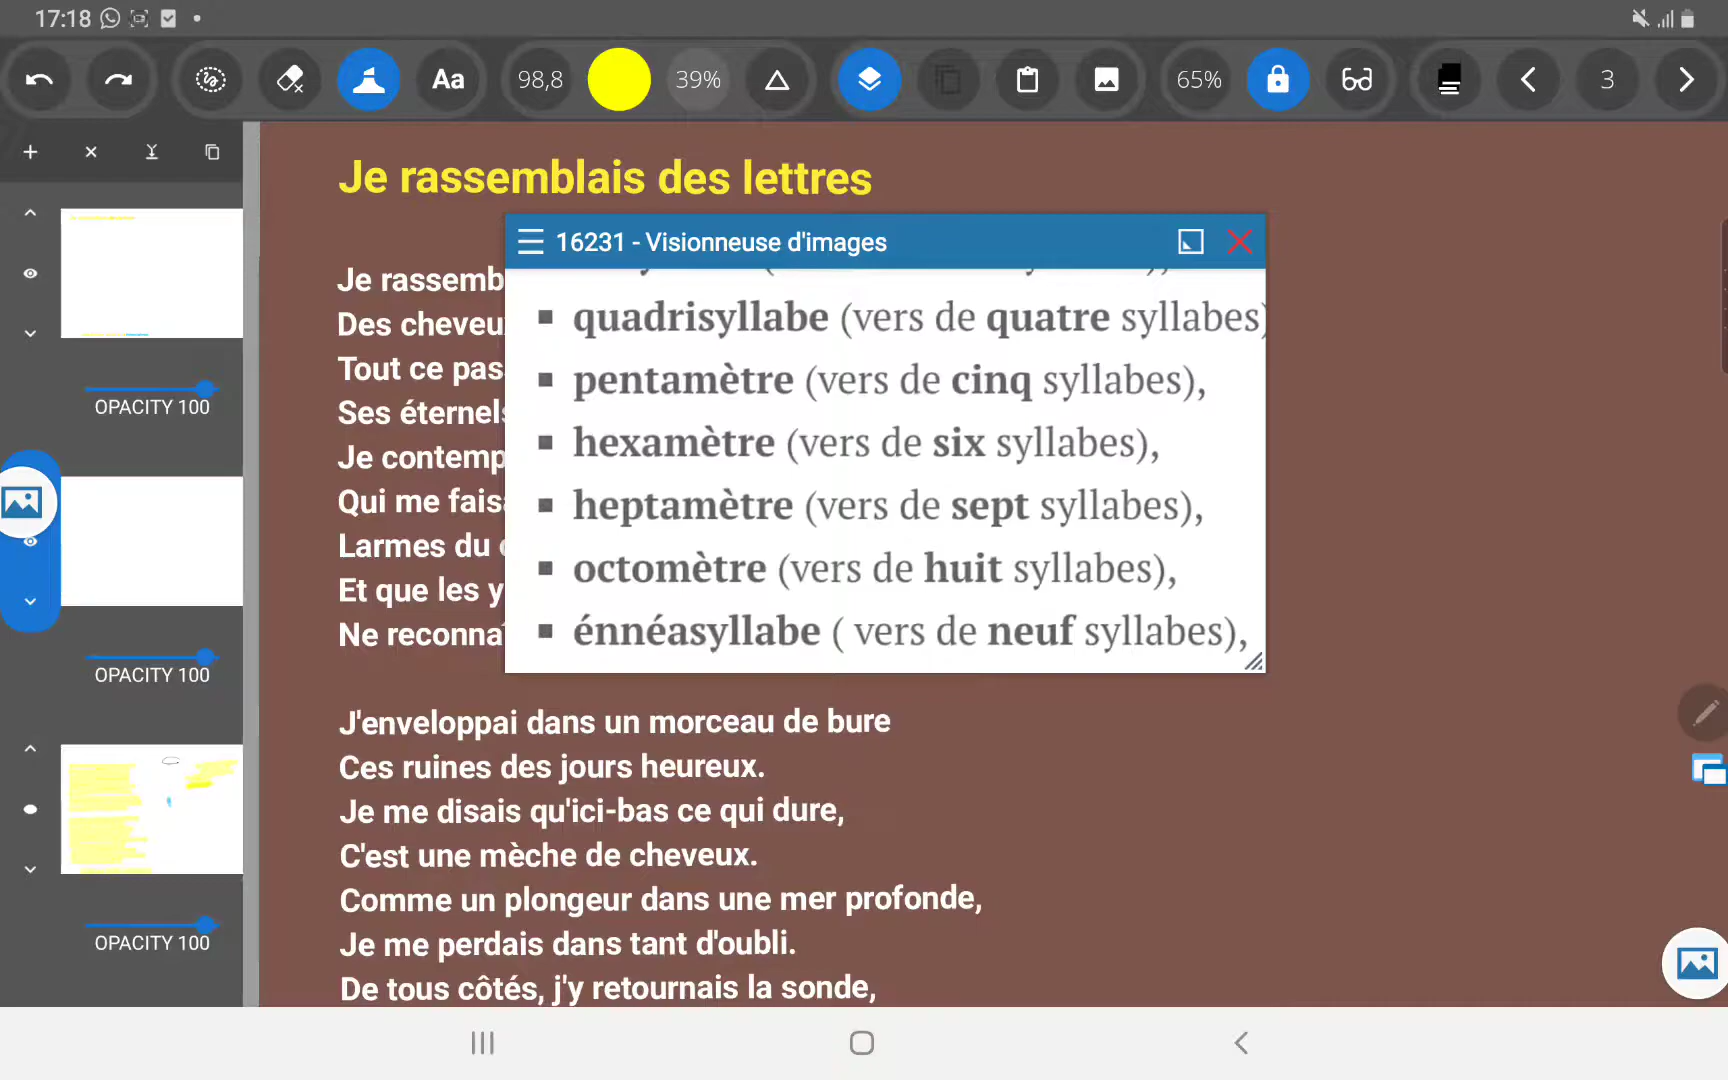 17:18
Aa
98,8
39%
65%
3
OPACITY 100
OPACITY 100
OPACITY 100
Je rassemblais des lettres
16231 - Visionneuse d'images
quadrisyllabe (vers de quatre syllabes)
pentamètre (vers de cinq syllabes),
hexamètre (vers de six syllabes),
heptamètre (vers de sept syllabes),
octomètre (vers de huit syllabes),
énnéasyllabe ( vers de neuf syllabes),
Je rassemb
Des cheveu
Tout ce pas
Ses éternels
Je contemp
Qui me fais
Larmes du
Et que les y
Ne reconna
J'enveloppai dans un morceau de bure
Ces ruines des jours heureux.
Je me disais qu'ici-bas ce qui dure,
C'est une mèche de cheveux.
Comme un plongeur dans une mer profonde,
Je me perdais dans tant d'oubli.
De tous côtés, j'y retournais la sonde,